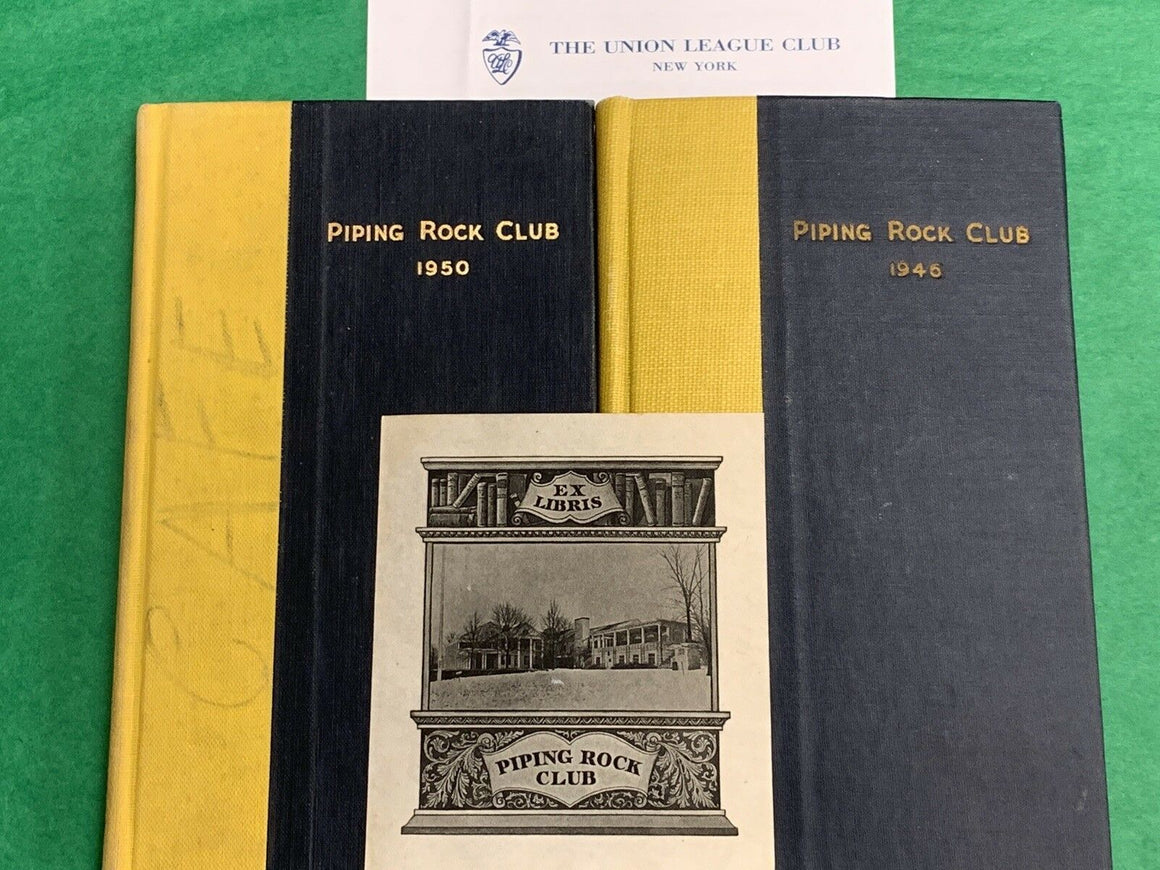 THE UNION LEAGUE CLUB
NEW YORK
PIPING ROCK CLUB
1950
PIPING ROCK CLUB
1946
CAFE
EX
LIBRIS
PIPING ROCK
CLUB